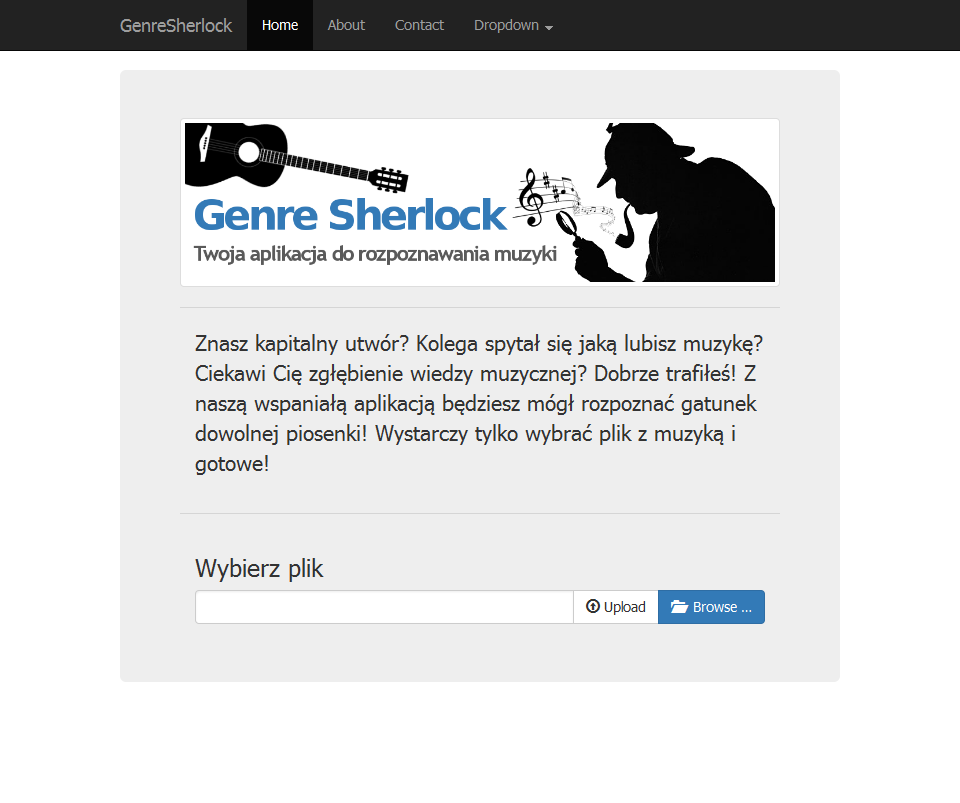 GenreSherlock Home About Contact Dropdown
Genre Sherlock
Twoja aplikacja do rozpoznawania muzyki
Znasz kapitalny utwór? Kolega spytał się jaką lubisz muzykę?
Ciekawi Cię zgłębienie wiedzy muzycznej? Dobrze trafiłeś! Z
naszą wspaniałą aplikacją będziesz mógł rozpoznać gatunek
dowolnej piosenki! Wystarczy tylko wybrać plik z muzyką i
gotowe!
Wybierz plik
Upload Browse ...